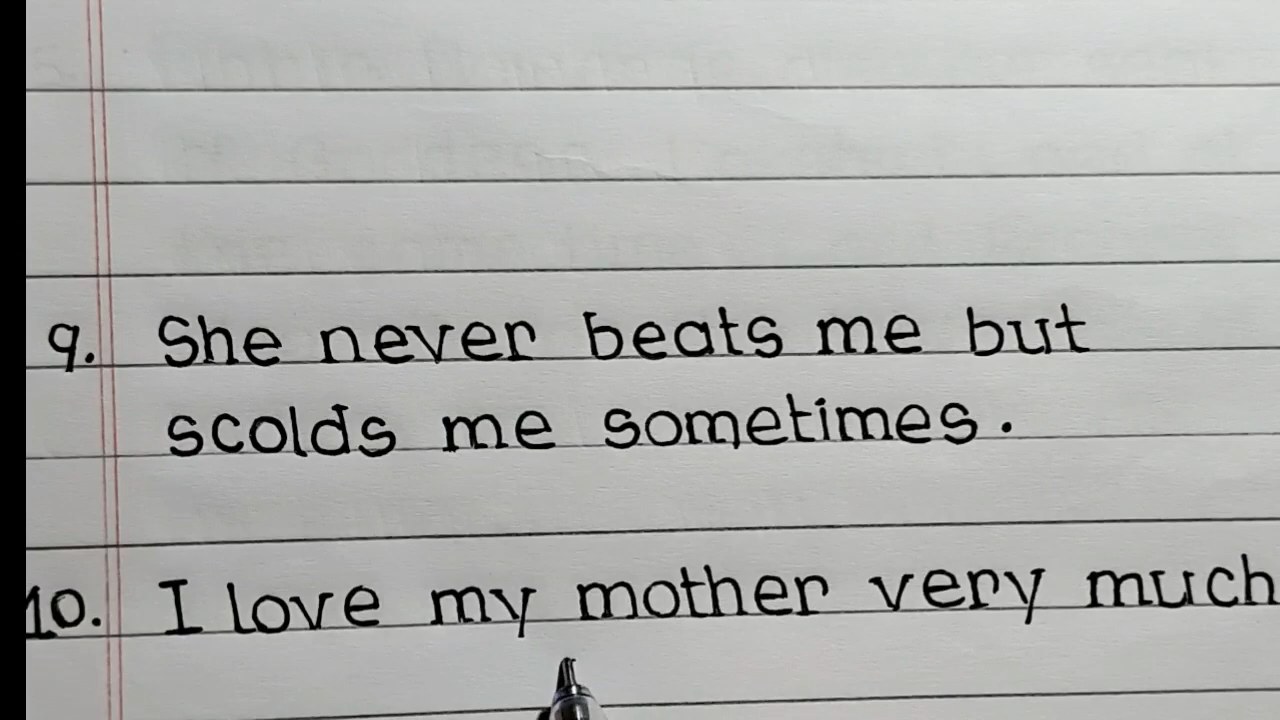 9. She never beats me but
scolds me sometimes.
10. I love my mother very much